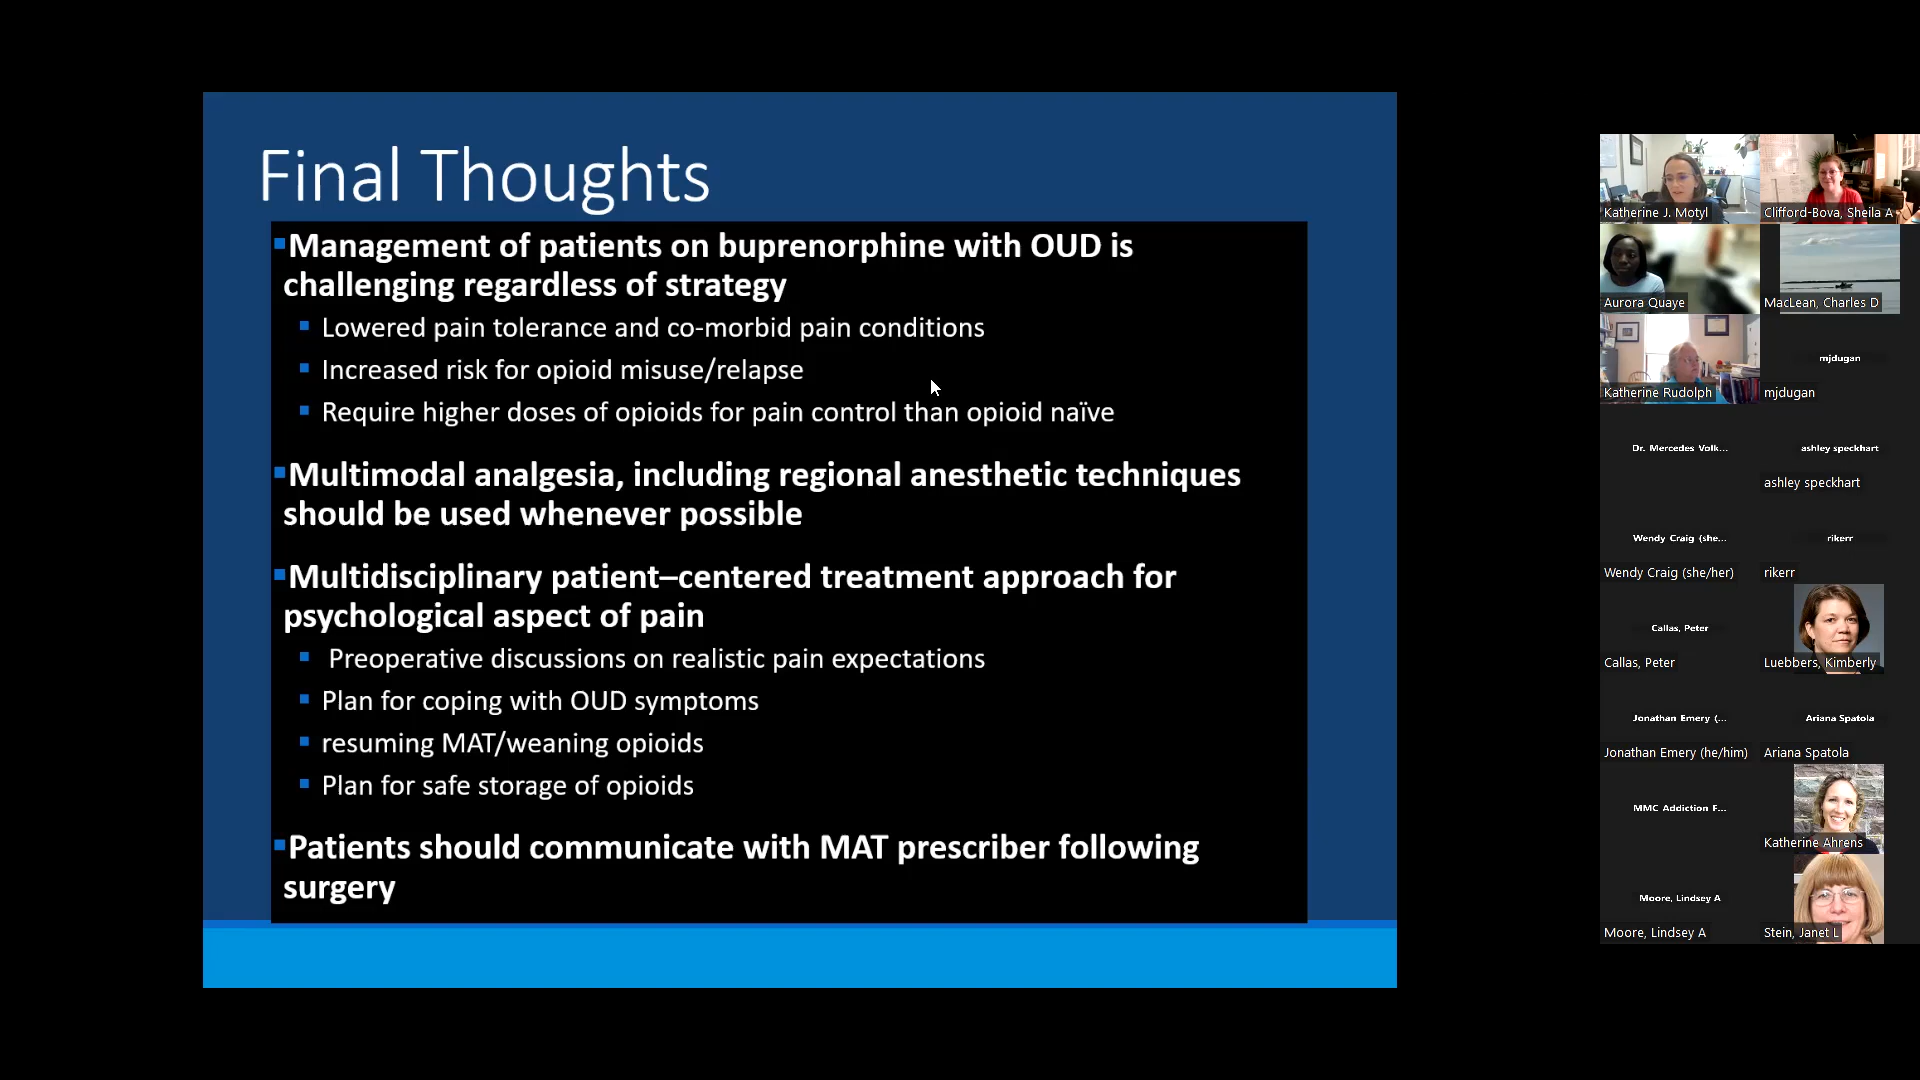 Final Thoughts
Management of patients on buprenorphine with OUD is
challenging regardless of strategy
Lowered pain tolerance and co-morbid pain conditions
Increased risk for opioid misuse/relapse
Require higher doses of opioids for pain control than opioid naïve
Multimodal analgesia, including regional anesthetic techniques
should be used whenever possible
Multidisciplinary patient–centered treatment approach for
psychological aspect of pain
Preoperative discussions on realistic pain expectations
Plan for coping with OUD symptoms
resuming MAT/weaning opioids
Plan for safe storage of opioids
Patients should communicate with MAT prescriber following
surgery
Katherine J. Motyl
Clifford-Bova, Sheila A
Aurora Quaye
MacLean, Charles D
Katherine Rudolph
mjdugan
mjdugan
Dr. Mercedes Volk...
ashley speckhart
ashley speckhart
Wendy Craig (she...
rikerr
Wendy Craig (she/her)
rikerr
Callas, Peter
Callas, Peter
Luebbers, Kimberly
Jonathan Emery (...
Ariana Spatola
Jonathan Emery (he/him)
Ariana Spatola
MMC Addiction F...
Katherine Ahrens
Moore, Lindsey A
Moore, Lindsey A
Stein, Janet L